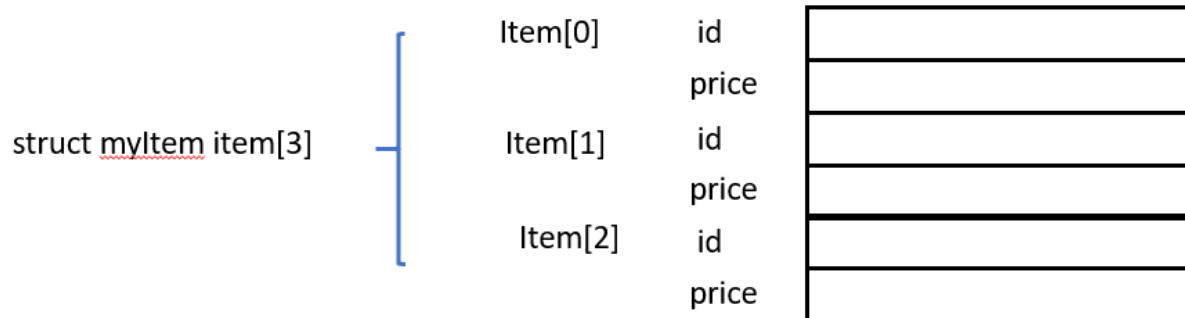 Item[0] id
price
struct myItem item[3] Item[1] id
price
Item[2] id
price